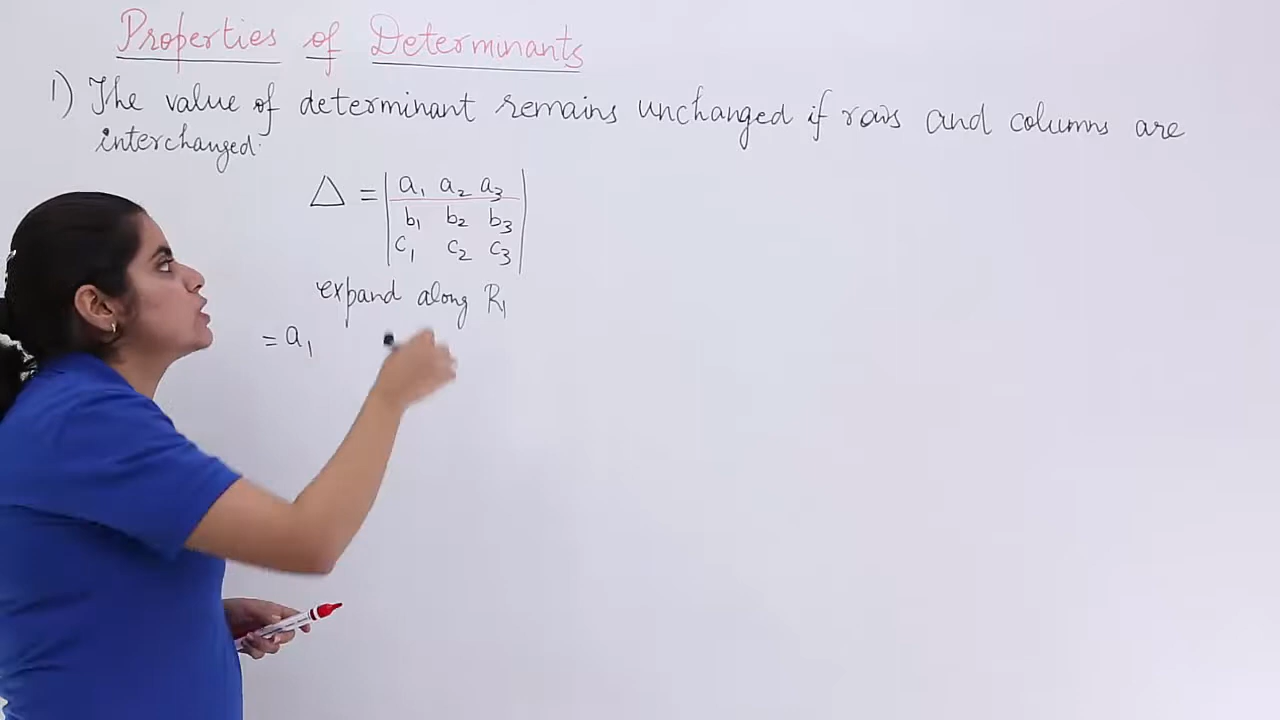 Properties of Determinants
1) The value of determinant remains unchanged if rows and columns are
interchanged.
△ = | a₁ a₂ a₃ |
| b₁ b₂ b₃ |
| c₁ c₂ c₃ |
expand along R₁
= a₁